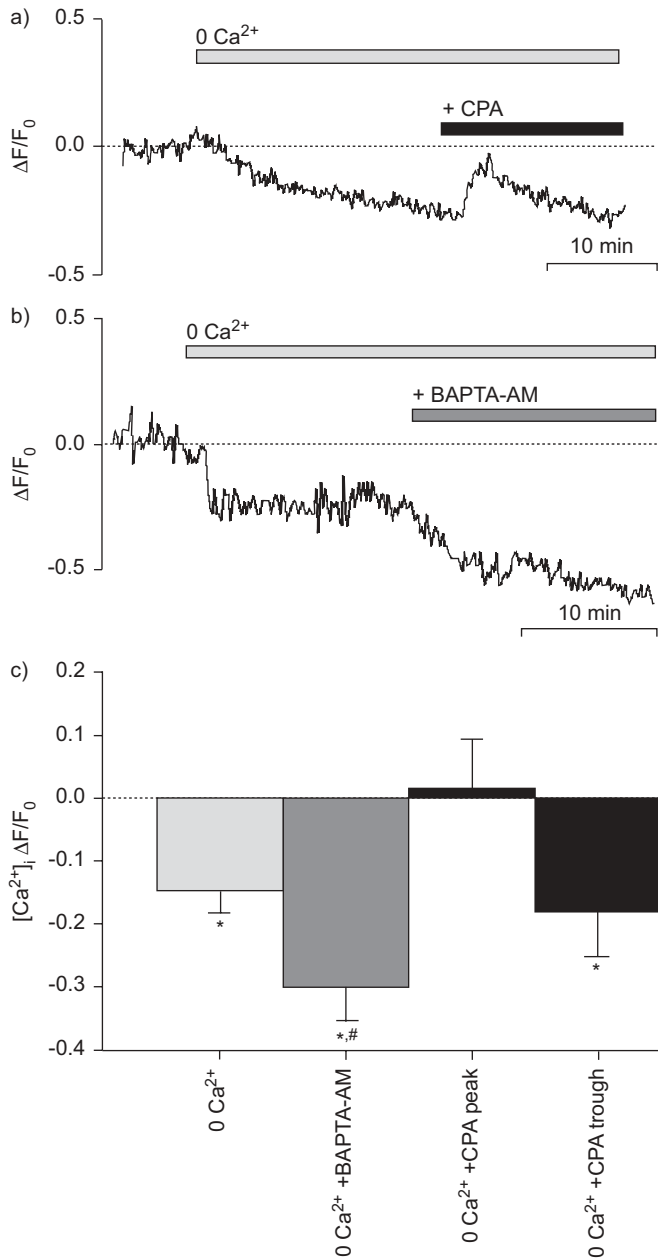 a)
0.5
0 Ca²⁺
+ CPA
0.0
ΔF/F₀
-0.5
10 min
b)
0.5
0 Ca²⁺
+ BAPTA-AM
0.0
ΔF/F₀
-0.5
10 min
c)
0.2
0.1
0.0
-0.1
-0.2
-0.3
-0.4
[Ca²⁺]ᵢ ΔF/F₀
*
*,#
*
0 Ca²⁺
0 Ca²⁺ +BAPTA-AM
0 Ca²⁺ +CPA peak
0 Ca²⁺ +CPA trough